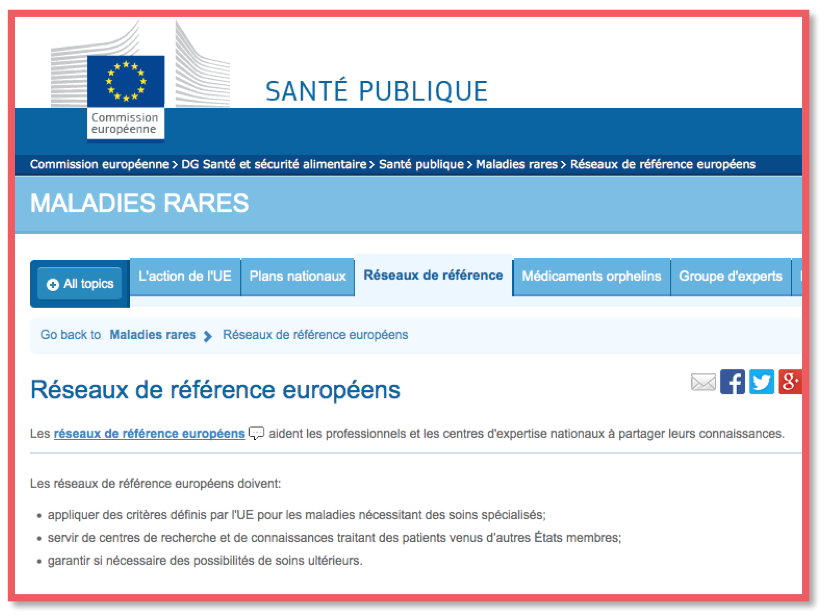 SANTÉ PUBLIQUE
Commission
européenne
Commission européenne > DG Santé et sécurité alimentaire > Santé publique > Maladies rares > Réseaux de référence européens
MALADIES RARES
All topics
L'action de l'UE
Plans nationaux
Réseaux de référence
Médicaments orphelins
Groupe d'experts
Go back to Maladies rares Réseaux de référence européens
Réseaux de référence européens
Les réseaux de référence européens aident les professionnels et les centres d'expertise nationaux à partager leurs connaissances.
Les réseaux de référence européens doivent:
• appliquer des critères définis par l'UE pour les maladies nécessitant des soins spécialisés;
• servir de centres de recherche et de connaissances traitant des patients venus d'autres États membres;
• garantir si nécessaire des possibilités de soins ultérieurs.